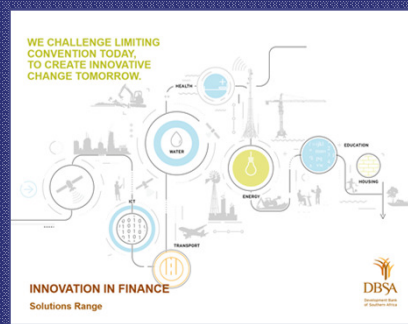 WE CHALLENGE LIMITING
CONVENTION TODAY,
TO CREATE INNOVATIVE
CHANGE TOMORROW.
HEALTH
WATER
EDUCATION
HOUSING
ENERGY
ICT
TRANSPORT
INNOVATION IN FINANCE
Solutions Range
DBSA
Development Bank
of Southern Africa